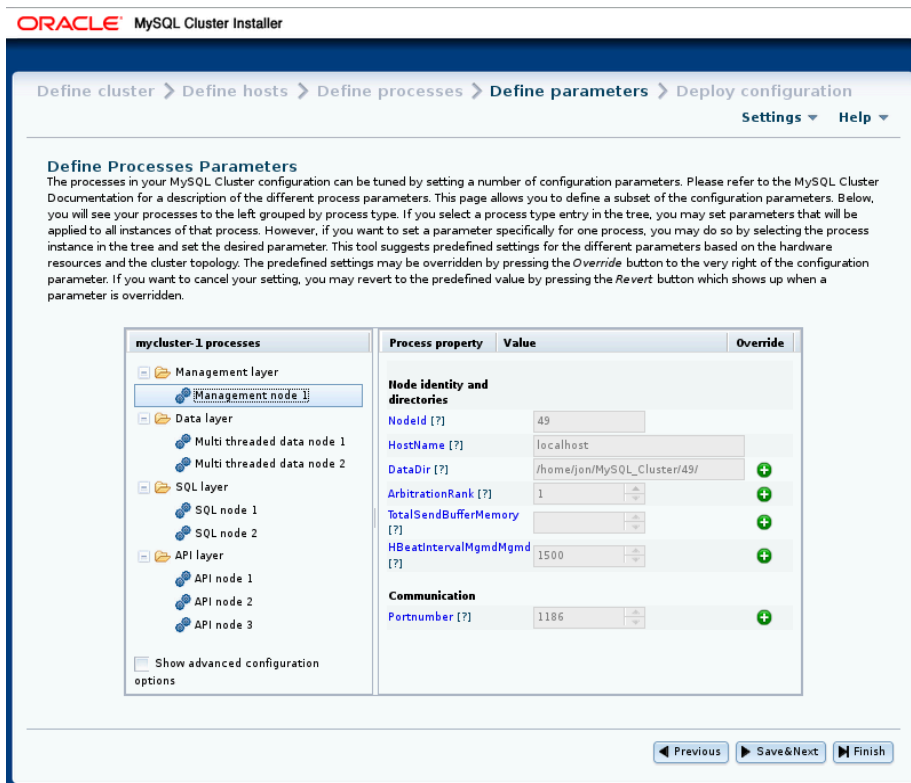 ORACLE® MySQL Cluster Installer
Define cluster > Define hosts > Define processes > Define parameters > Deploy configuration
Settings Help
Define Processes Parameters
The processes in your MySQL Cluster configuration can be tuned by setting a number of configuration parameters. Please refer to the MySQL Cluster
Documentation for a description of the different process parameters. This page allows you to define a subset of the configuration parameters. Below,
you will see your processes to the left grouped by process type. If you select a process type entry in the tree, you may set parameters that will be
applied to all instances of that process. However, if you want to set a parameter specifically for one process, you may do so by selecting the process
instance in the tree and set the desired parameter. This tool suggests predefined settings for the different parameters based on the hardware
resources and the cluster topology. The predefined settings may be overridden by pressing the Override button to the very right of the configuration
parameter. If you want to cancel your setting, you may revert to the predefined value by pressing the Revert button which shows up when a
parameter is overridden.
mycluster-1 processes
Management layer
Management node 1
Data layer
Multi threaded data node 1
Multi threaded data node 2
SQL layer
SQL node 1
SQL node 2
API layer
API node 1
API node 2
API node 3
Show advanced configuration
options
Process property Value Override
Node identity and
directories
NodeId [?] 49
HostName [?] localhost
DataDir [?] /home/jon/MySQL_Cluster/49/
ArbitrationRank [?] 1
TotalSendBufferMemory
[?]
HBeatIntervalMgmdMgmd
[?] 1500
Communication
Portnumber [?] 1186
Previous Save&Next Finish